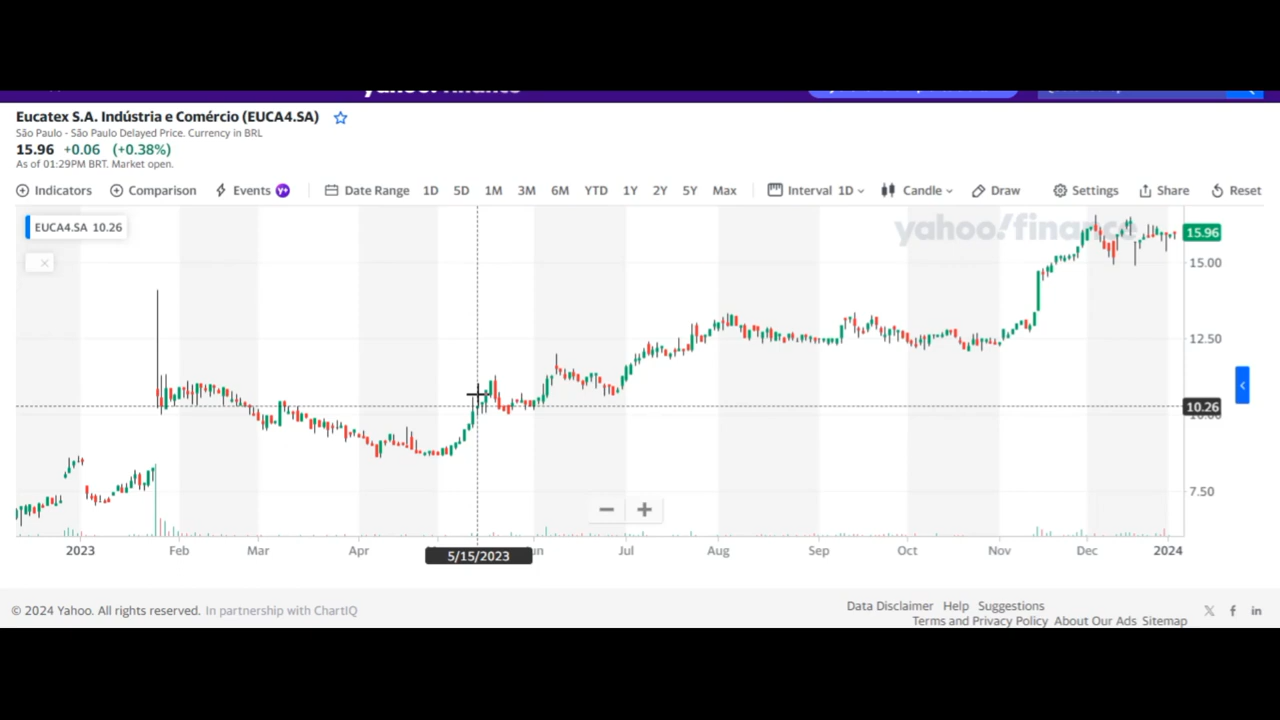 Eucatex S.A. Indústria e Comércio (EUCA4.SA)
São Paulo - São Paulo Delayed Price. Currency in BRL
15.96 +0.06 (+0.38%)
As of 01:29PM BRT. Market open.
Indicators Comparison Events Y+ Date Range 1D 5D 1M 3M 6M YTD 1Y 2Y 5Y Max Interval 1D Candle Draw Settings Share Reset
EUCA4.SA 10.26
yahoo!finance
15.96
15.00
12.50
10.26
7.50
2023 Feb Mar Apr Jul Aug Sep Oct Nov Dec 2024
5/15/2023
© 2024 Yahoo. All rights reserved. In partnership with ChartIQ
Data Disclaimer Help Suggestions
Terms and Privacy Policy About Our Ads Sitemap